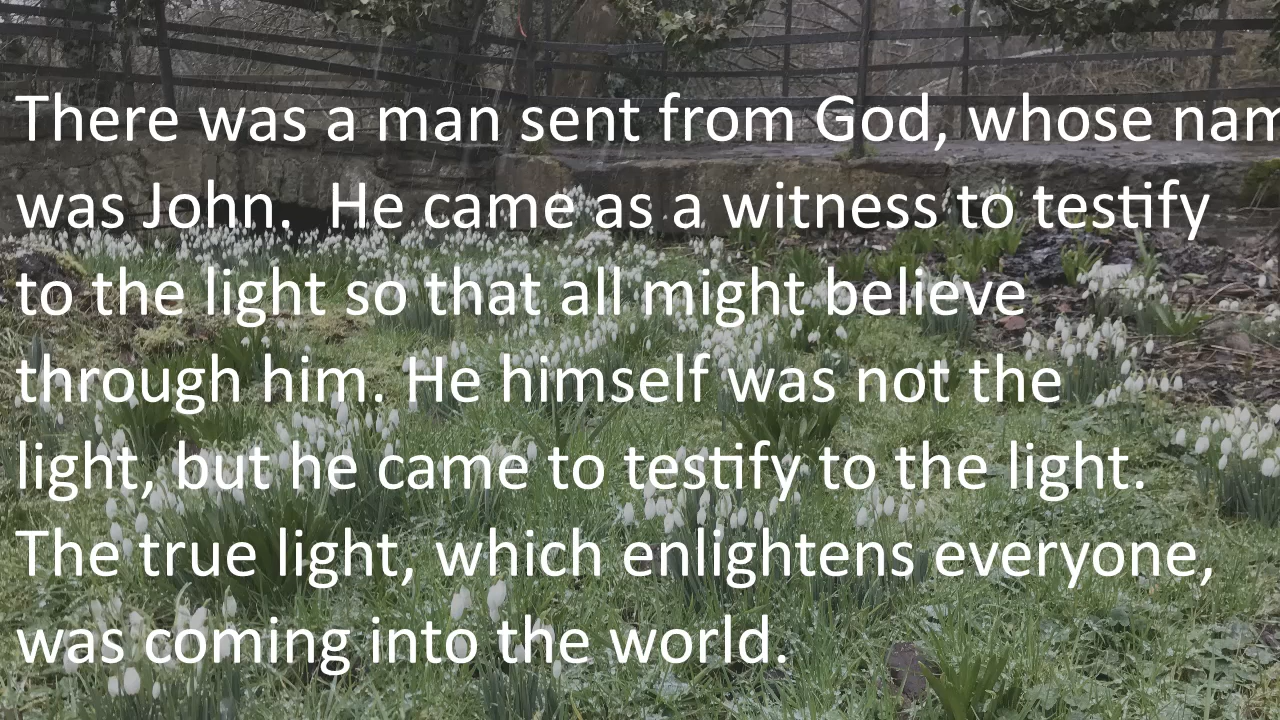 There was a man sent from God, whose nam
was John.  He came as a witness to testify
to the light so that all might believe
through him. He himself was not the
light, but he came to testify to the light.
The true light, which enlightens everyone,
was coming into the world.